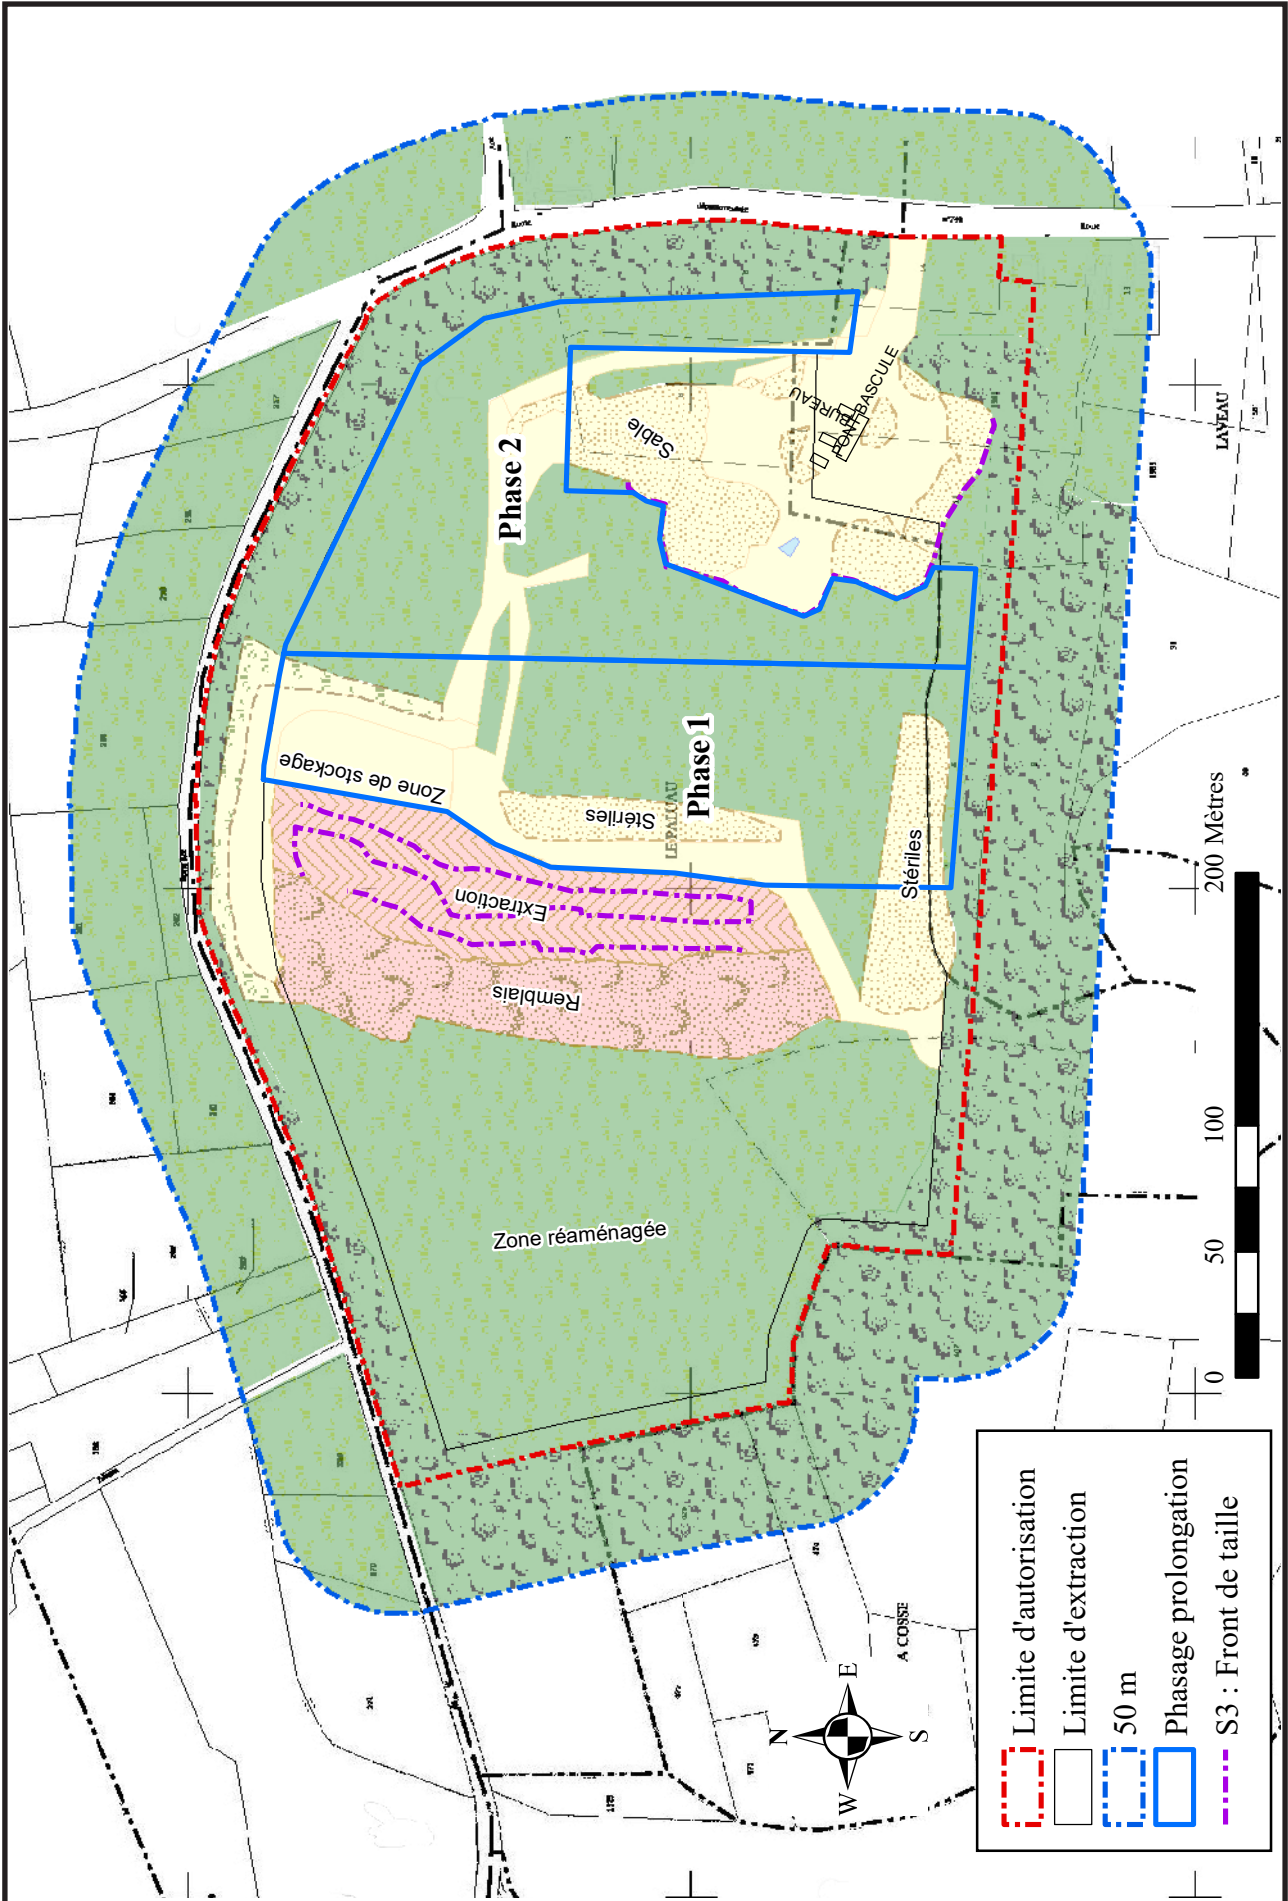 Phase 2
Phase 1
Sable
BUREAU
PONT BASCULE
Zone de stockage
Stériles
LE PALUAU
Stériles
Extraction
Remblais
Zone réaménagée
LAVEAU
A COSSE
N
E
S
W
0
50
100
200 Mètres
Limite d'autorisation
Limite d'extraction
50 m
Phasage prolongation
S3 : Front de taille